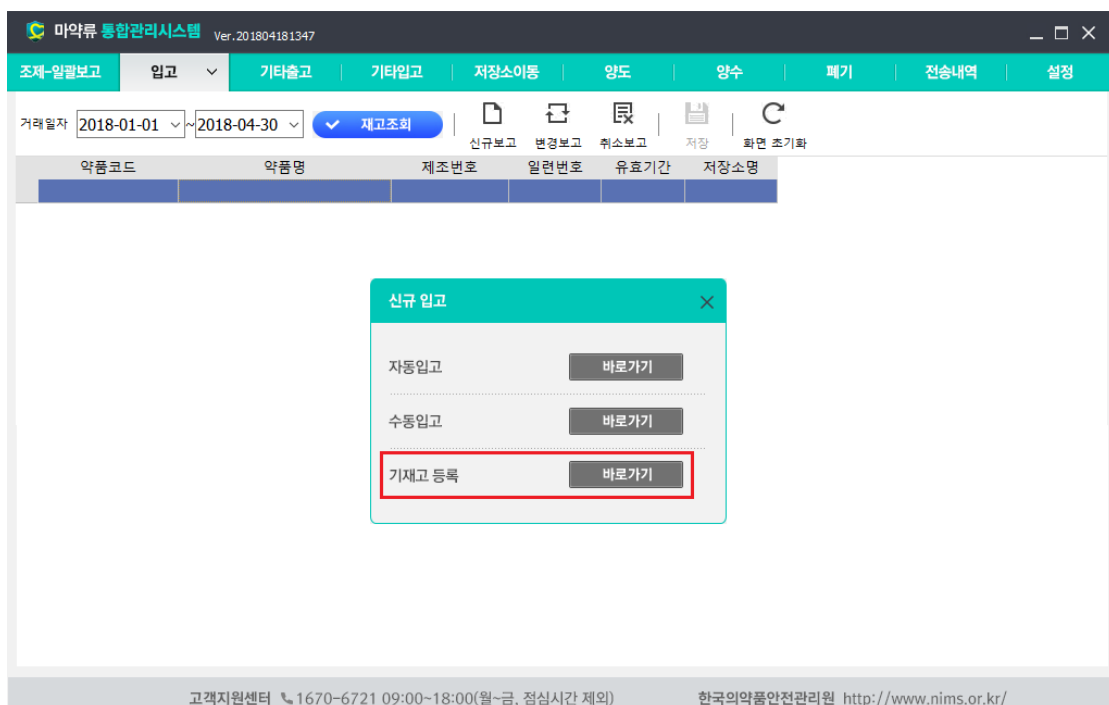 마약류 통합관리시스템 Ver.201804181347
조제-일괄보고 입고 기타출고 기타입고 저장소이동 양도 양수 폐기 전송내역 설정
거래일자 2018-01-01 ~ 2018-04-30 재고조회 신규보고 변경보고 취소보고 저장 화면 초기화
약품코드 약품명 제조번호 일련번호 유효기간 저장소명
신규 입고
자동입고 바로가기
수동입고 바로가기
기재고 등록 바로가기
고객지원센터 1670-6721 09:00~18:00(월~금, 점심시간 제외) 한국의약품안전관리원 http://www.nims.or.kr/